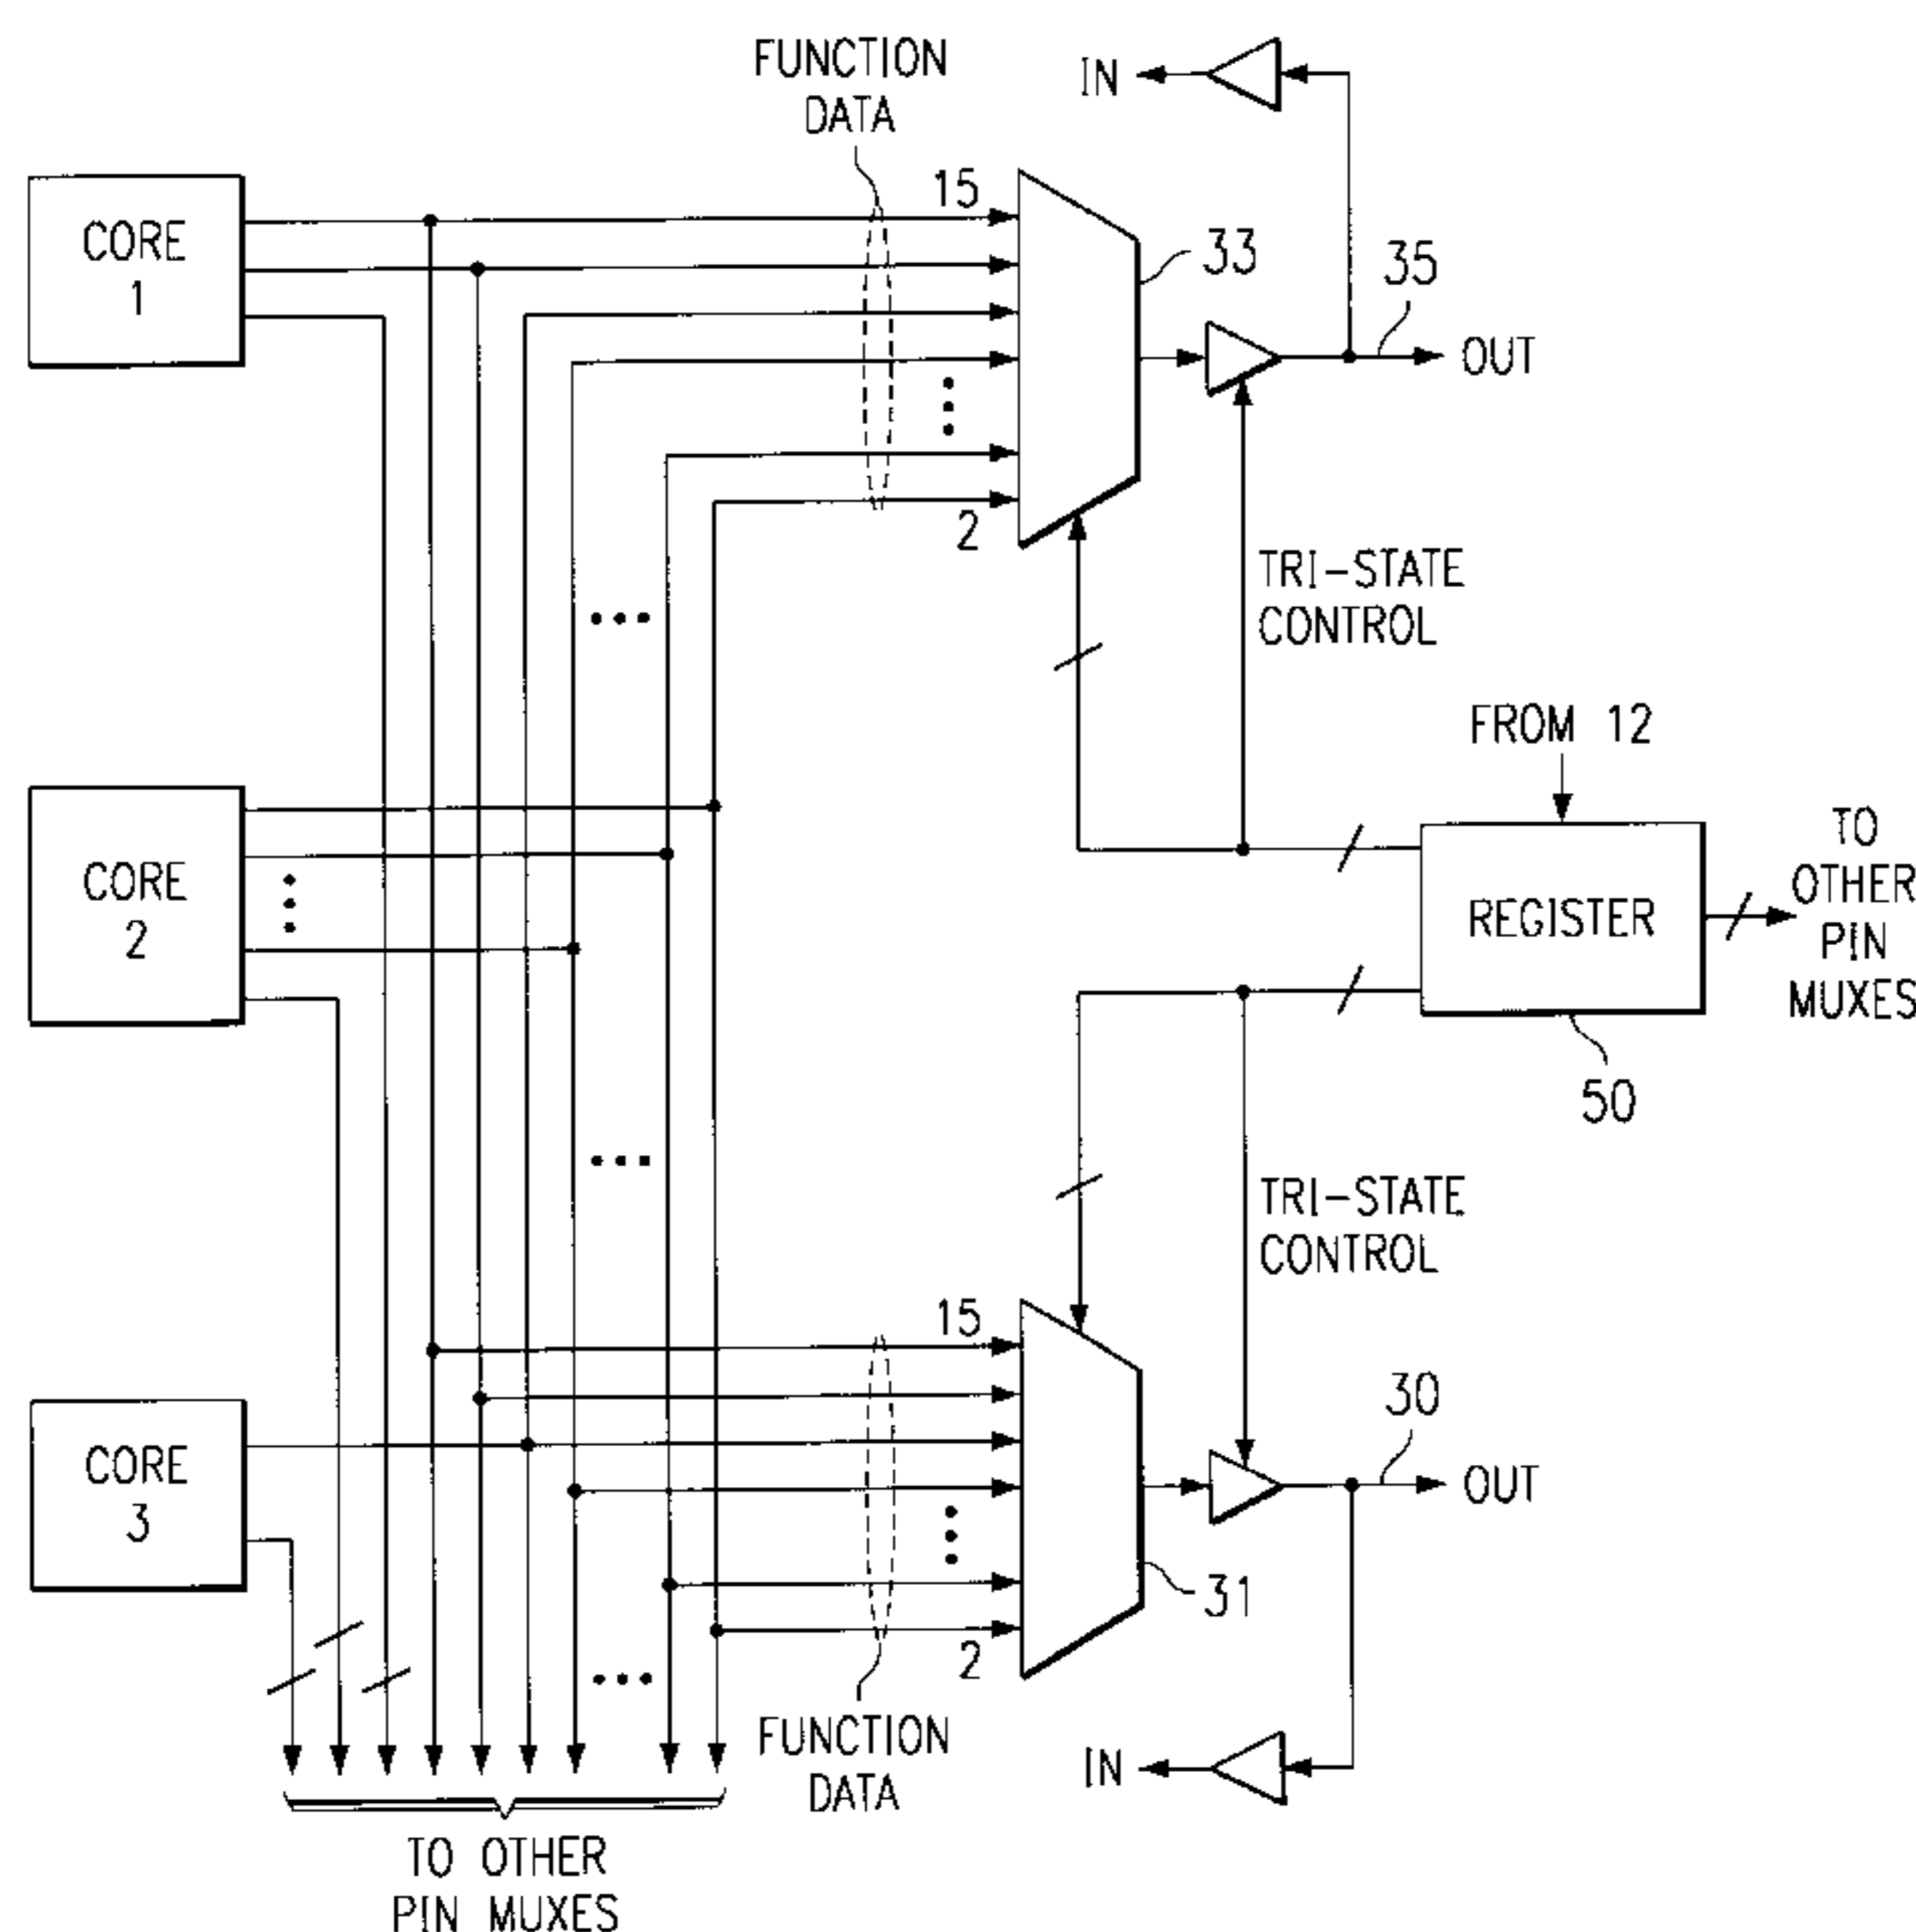 FUNCTION
DATA
IN
15
CORE
1
33
35
OUT
2
TRI-STATE
CONTROL
FROM 12
CORE
2
REGISTER
TO
OTHER
PIN
MUXES
50
TRI-STATE
CONTROL
15
CORE
3
30
OUT
31
2
FUNCTION
DATA
IN
TO OTHER
PIN MUXES